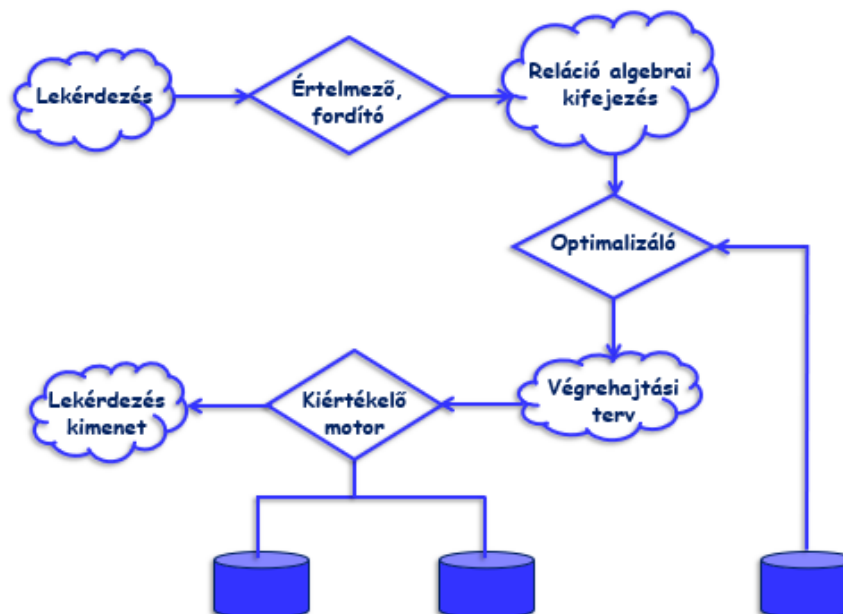 Lekérdezés
Értelmező,
fordító
Reláció algebrai
kifejezés
Optimalizáló
Végrehajtási
terv
Kiértékelő
motor
Lekérdezés
kimenet